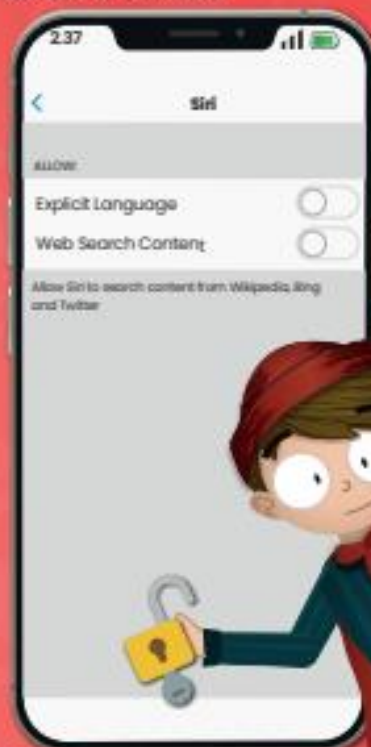 2.37
Siri
ALLOW:
Explicit Language
Web Search Content
Allow Siri to search content from Wikipedia, Bing
and Twitter